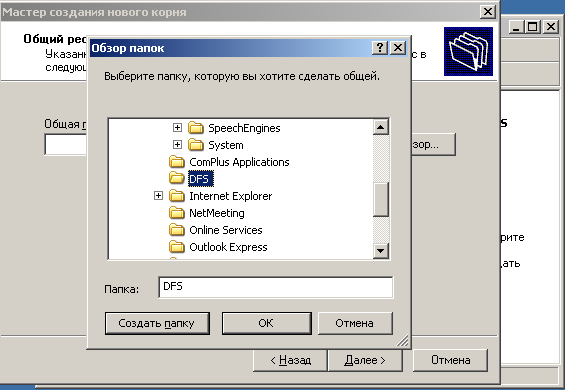 Мастер создания нового корня
Общий рес
Указан
следующ
с в
Обзор папок
Выберите папку, которую вы хотите сделать общей.
Общая п
SpeechEngines
System
ComPlus Applications
DFS
Internet Explorer
NetMeeting
Online Services
Outlook Express
Папка:
DFS
Создать папку
OK
Отмена
зор...
S
рите
дать
< Назад
Далее >
Отмена